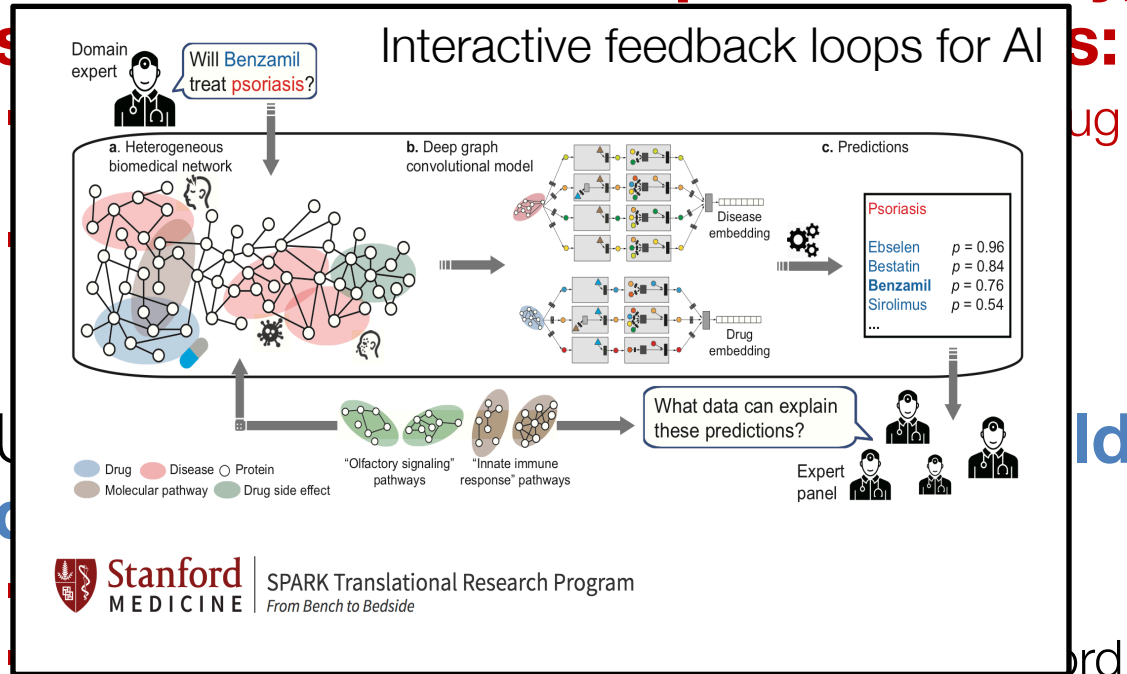 Interactive feedback loops for AI
Domain
expert
Will Benzamil
treat psoriasis?
s:
ug
a. Heterogeneous
biomedical network
b. Deep graph
convolutional model
c. Predictions
Disease
embedding
Drug
embedding
Psoriasis
Ebselen p = 0.96
Bestatin p = 0.84
Benzamil p = 0.76
Sirolimus p = 0.54
...
What data can explain
these predictions?
Expert
panel
ld
"Olfactory signaling"
pathways
"Innate immune
response" pathways
Drug Disease Protein
Molecular pathway Drug side effect
Stanford
MEDICINE
SPARK Translational Research Program
From Bench to Bedside
ord